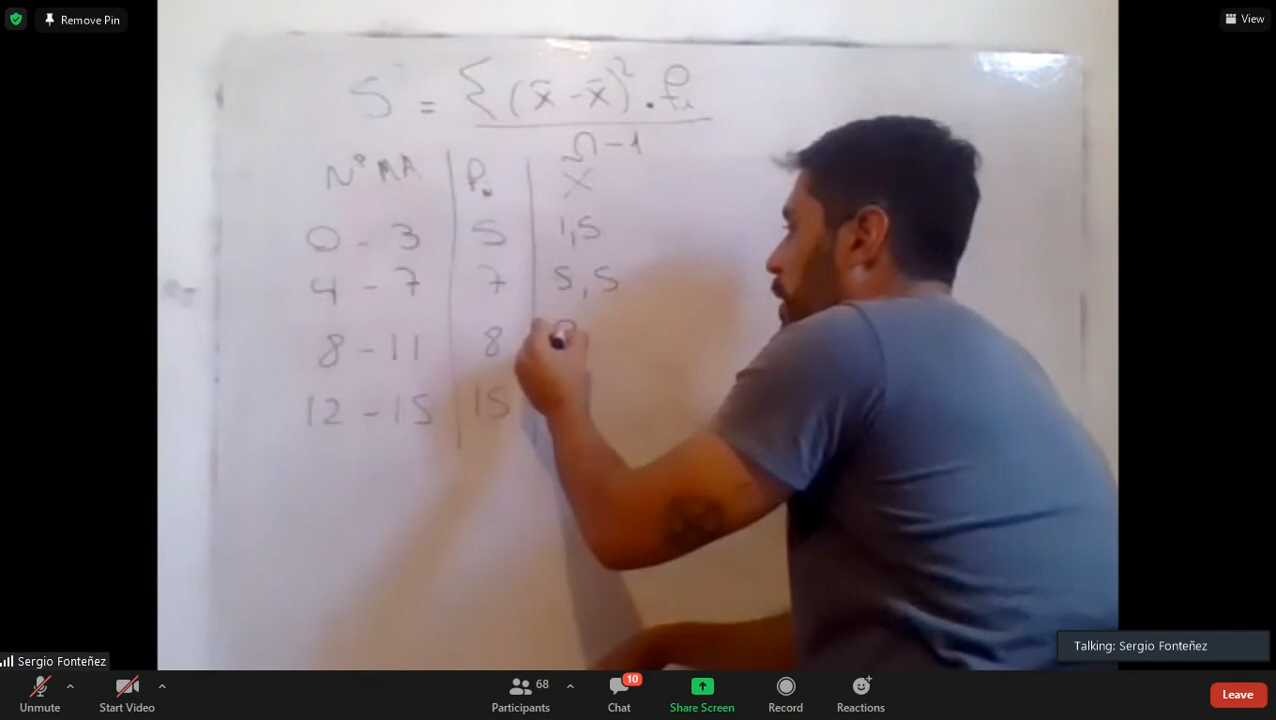 Remove Pin
View
S = Σ (x̃ - x̄)² . fi
n - 1
Nº AA f. x̃
0 - 3 5 1,5
4 - 7 7 5,5
8 - 11 8
12 - 15 15
Talking: Sergio Fonteñez
Sergio Fonteñez
Unmute Start Video Participants 68 Chat 10 Share Screen Record Reactions Leave